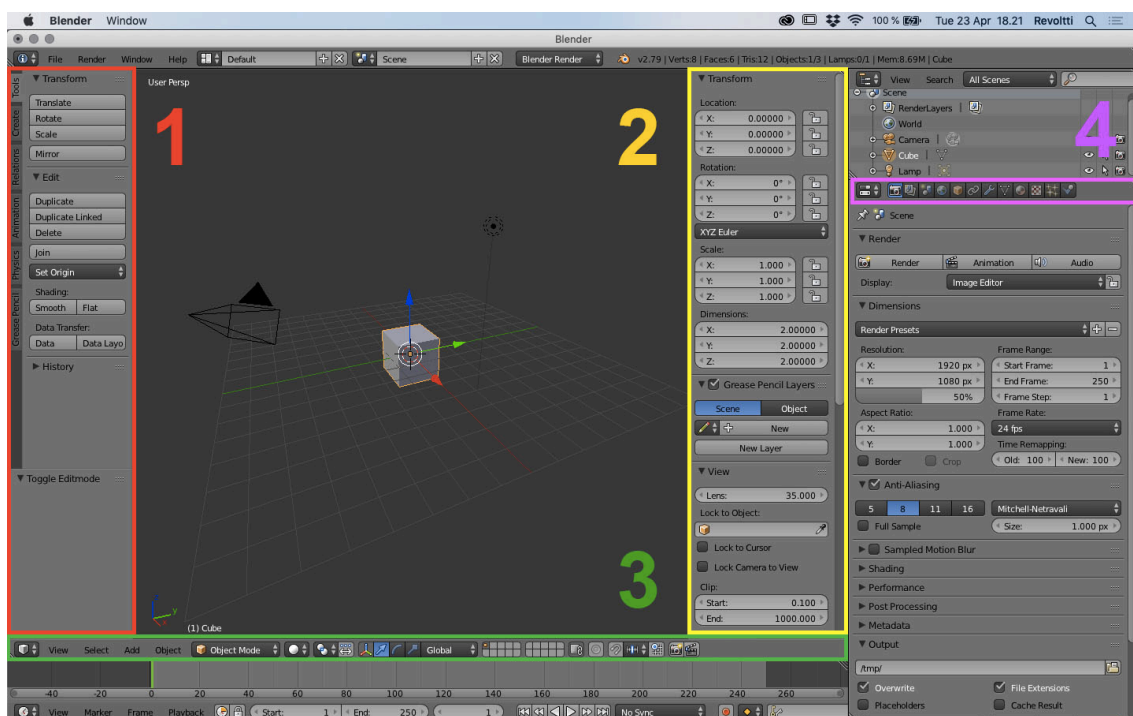 Blender Window 100 % Tue 23 Apr 18.21 Revoltti
Blender
File Render Window Help Default Scene Blender Render v2.79 | Verts:8 | Faces:6 | Tris:12 | Objects:1/3 | Lamps:0/1 | Mem:8.69M | Cube
Tools
Create
Relations
Animation
Physics
Grease Pencil
Transform
Translate
Rotate
Scale
Mirror
Edit
Duplicate
Duplicate Linked
Delete
Join
Set Origin
Shading:
Smooth Flat
Data Transfer:
Data Data Layo
History
Toggle Editmode
1
User Persp
z
y
(1) Cube
2
3
Transform
Location:
X: 0.00000
Y: 0.00000
Z: 0.00000
Rotation:
X: 0°
Y: 0°
Z: 0°
XYZ Euler
Scale:
X: 1.000
Y: 1.000
Z: 1.000
Dimensions:
X: 2.00000
Y: 2.00000
Z: 2.00000
Grease Pencil Layers
Scene Object
New
New Layer
View
Lens: 35.000
Lock to Object:
Lock to Cursor
Lock Camera to View
Clip:
Start: 0.100
End: 1000.000
View Search All Scenes
Scene
RenderLayers |
World
Camera |
Cube |
Lamp |
4
Scene
Render
Render Animation Audio
Display: Image Editor
Dimensions
Render Presets
Resolution: Frame Range:
X: 1920 px Start Frame: 1
Y: 1080 px End Frame: 250
50% Frame Step: 1
Aspect Ratio: Frame Rate:
X: 1.000 24 fps
Y: 1.000 Time Remapping:
Border Crop Old: 100 New: 100
Anti-Aliasing
5 8 11 16 Mitchell-Netravali
Full Sample Size: 1.000 px
Sampled Motion Blur
Shading
Performance
Post Processing
Metadata
Output
/tmp/
Overwrite File Extensions
Placeholders Cache Result
View Select Add Object Object Mode Global
-40 -20 0 20 40 60 80 100 120 140 160 180 200 220 240 260
View Marker Frame Playback Start: 1 End: 250 1 No Sync